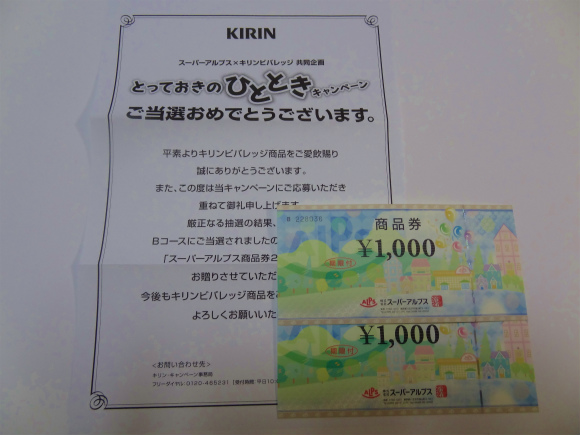 KIRIN
スーパーアルプス×キリンビバレッジ 共同企画
とっておきのひとときキャンペーン
ご当選おめでとうございます。
平素よりキリンビバレッジ商品をご愛飲賜り
誠にありがとうございます。
また、この度は当キャンペーンにご応募いただき
重ねて御礼申し上げます
厳正なる抽選の結果、
Bコースにご当選されましたの
「スーパーアルプス商品券2
お贈りさせていただ
今後もキリンビバレッジ商品を
よろしくお願いいた
<お問い合わせ先>
キリン・キャンペーン事務局
フリーダイヤル:0120-465291
商品券
¥1,000
スーパーアルプス
¥1,000
スーパーアルプス